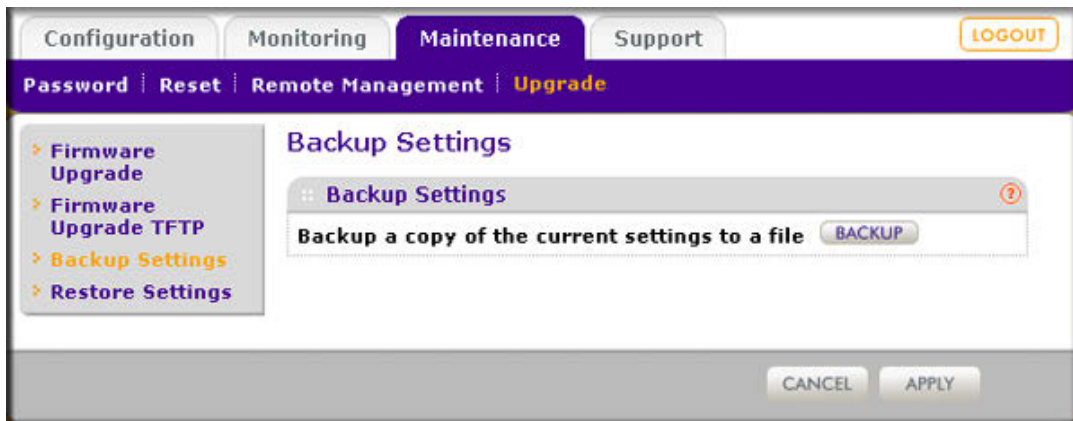 Configuration Monitoring Maintenance Support LOGOUT
Password Reset Remote Management Upgrade
Firmware
Upgrade
Firmware
Upgrade TFTP
Backup Settings
Restore Settings
Backup Settings
Backup Settings ?
Backup a copy of the current settings to a file BACKUP
CANCEL APPLY